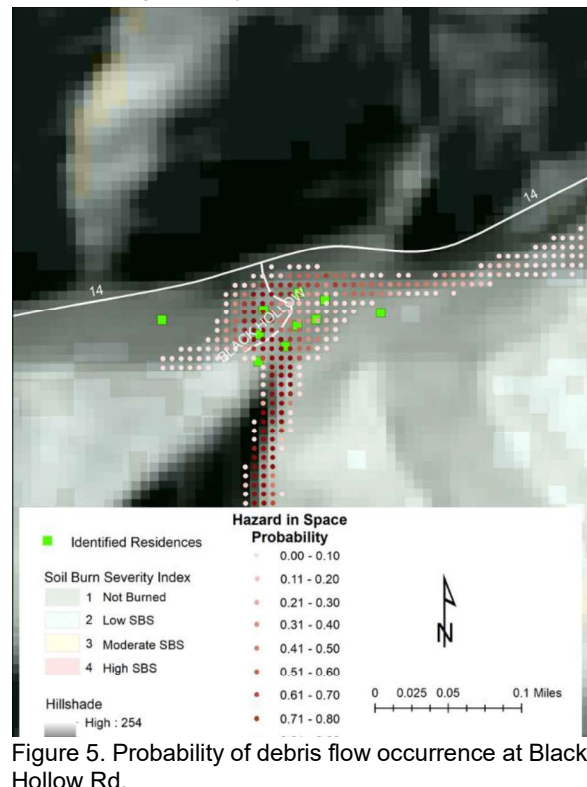 14
14
BLACK HOLLOW
Identified Residences
Soil Burn Severity Index
1 Not Burned
2 Low SBS
3 Moderate SBS
4 High SBS
Hillshade
High : 254
Hazard in Space
Probability
0.00 - 0.10
0.11 - 0.20
0.21 - 0.30
0.31 - 0.40
0.41 - 0.50
0.51 - 0.60
0.61 - 0.70
0.71 - 0.80
N
0 0.025 0.05 0.1 Miles
Figure 5. Probability of debris flow occurrence at Black
Hollow Rd.